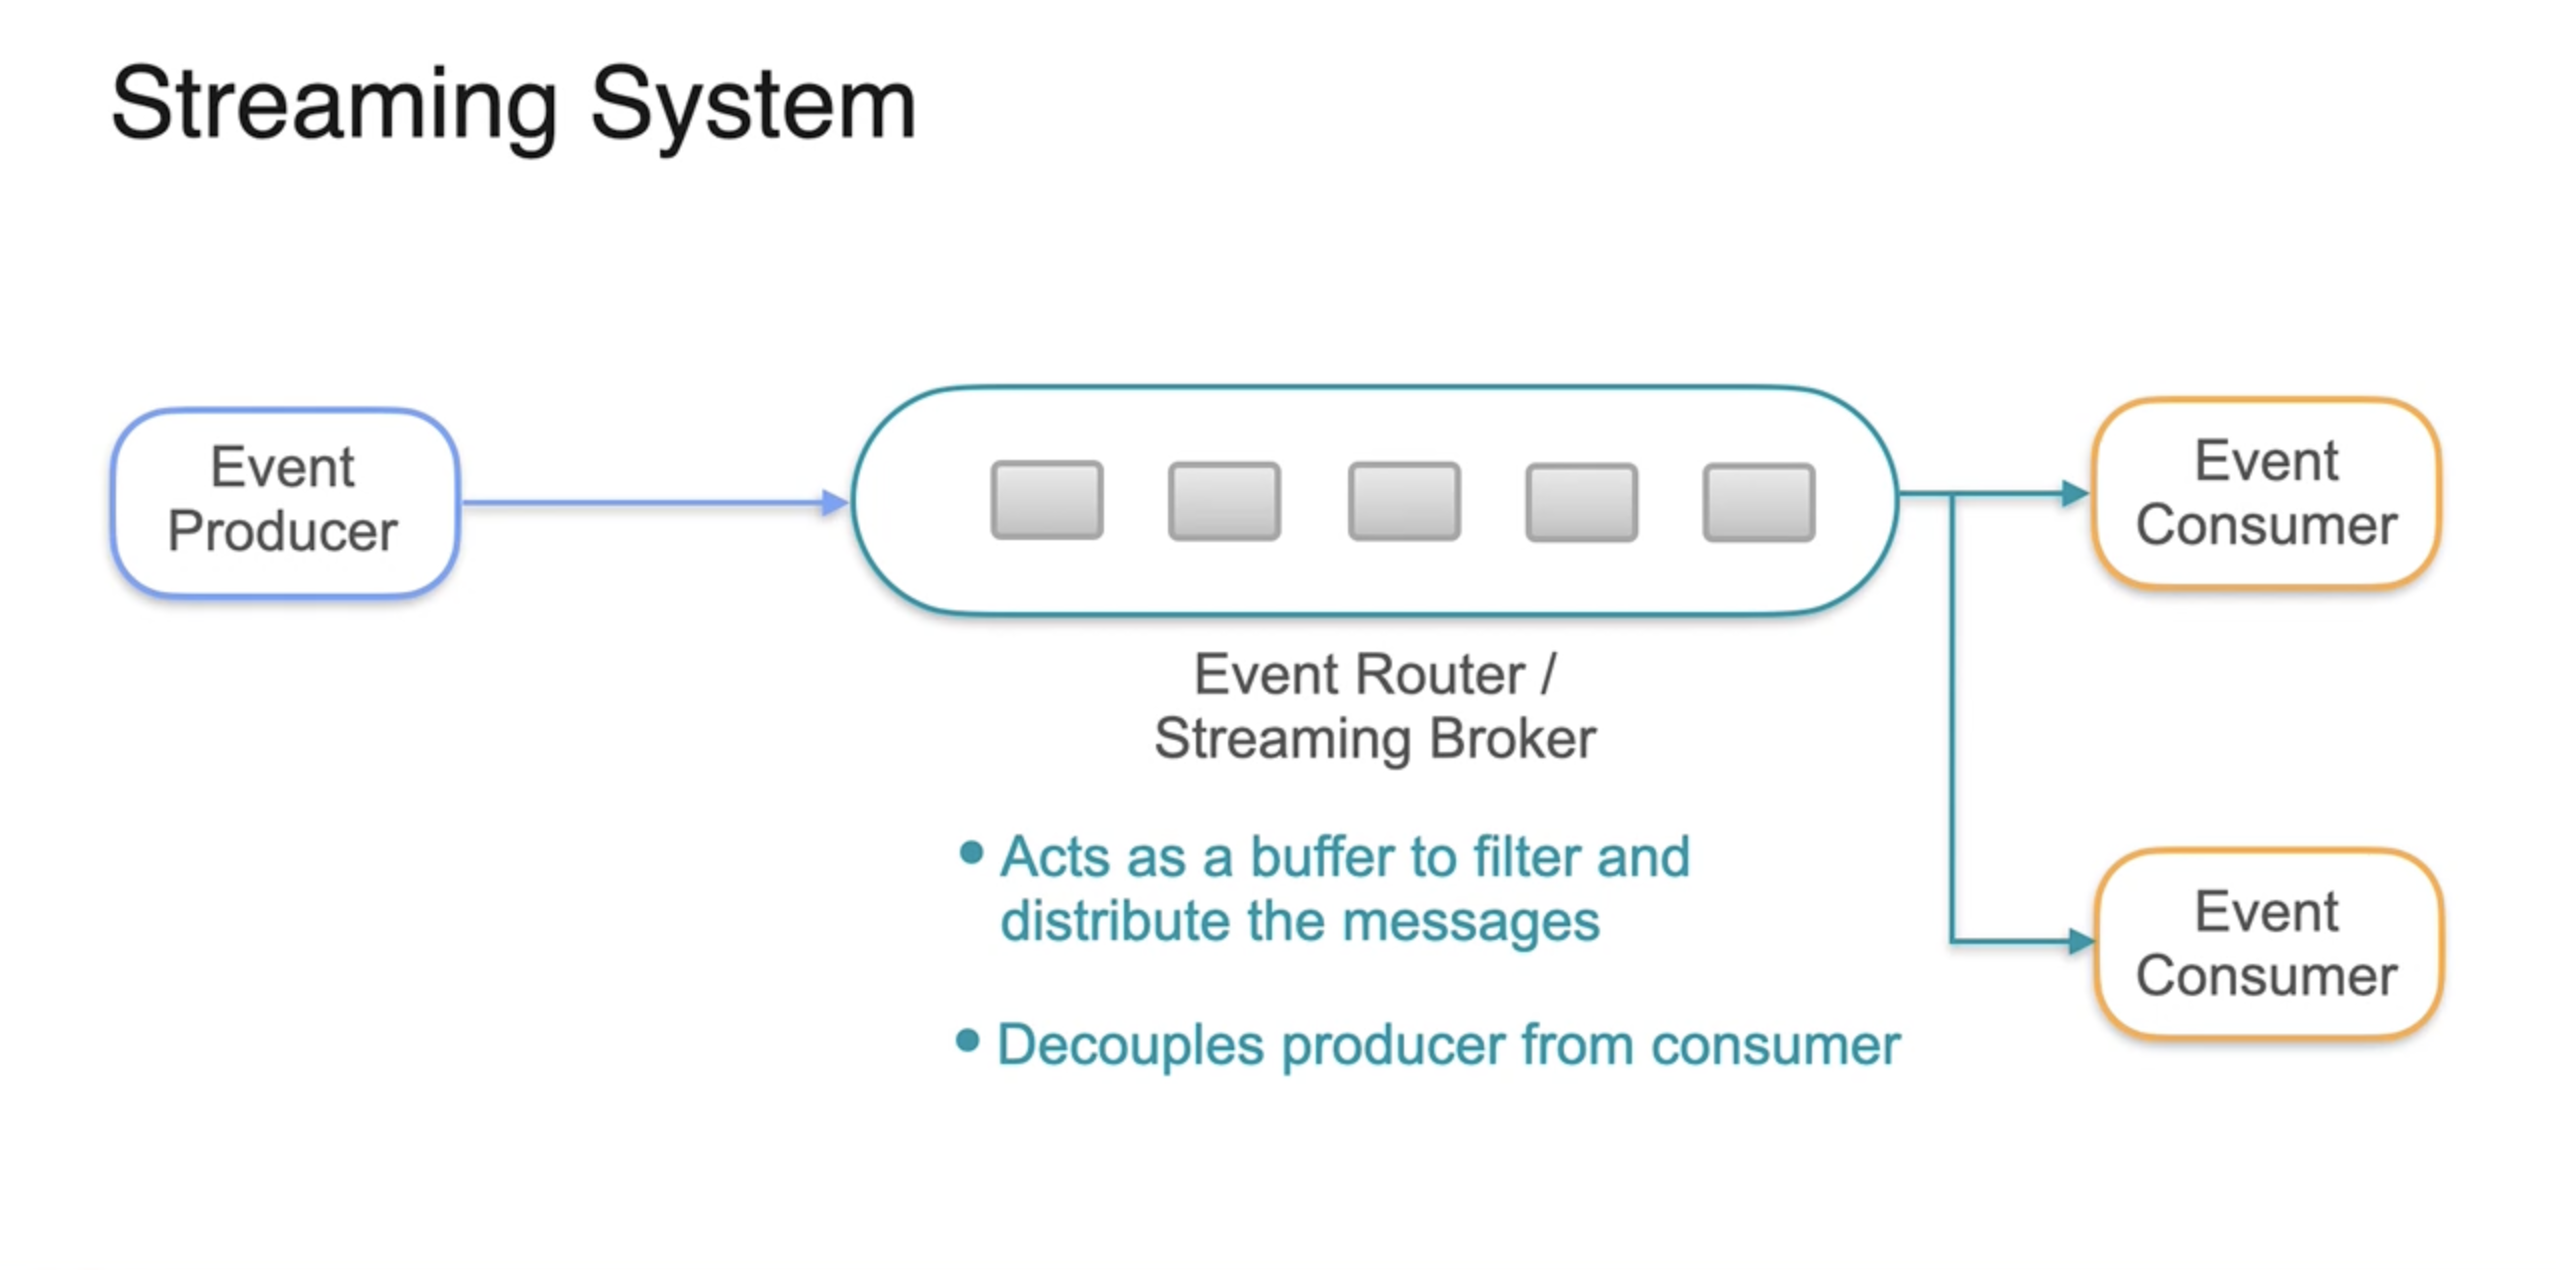 Streaming System
Event
Producer
Event
Consumer
Event Router /
Streaming Broker
• Acts as a buffer to filter and
distribute the messages
• Decouples producer from consumer
Event
Consumer